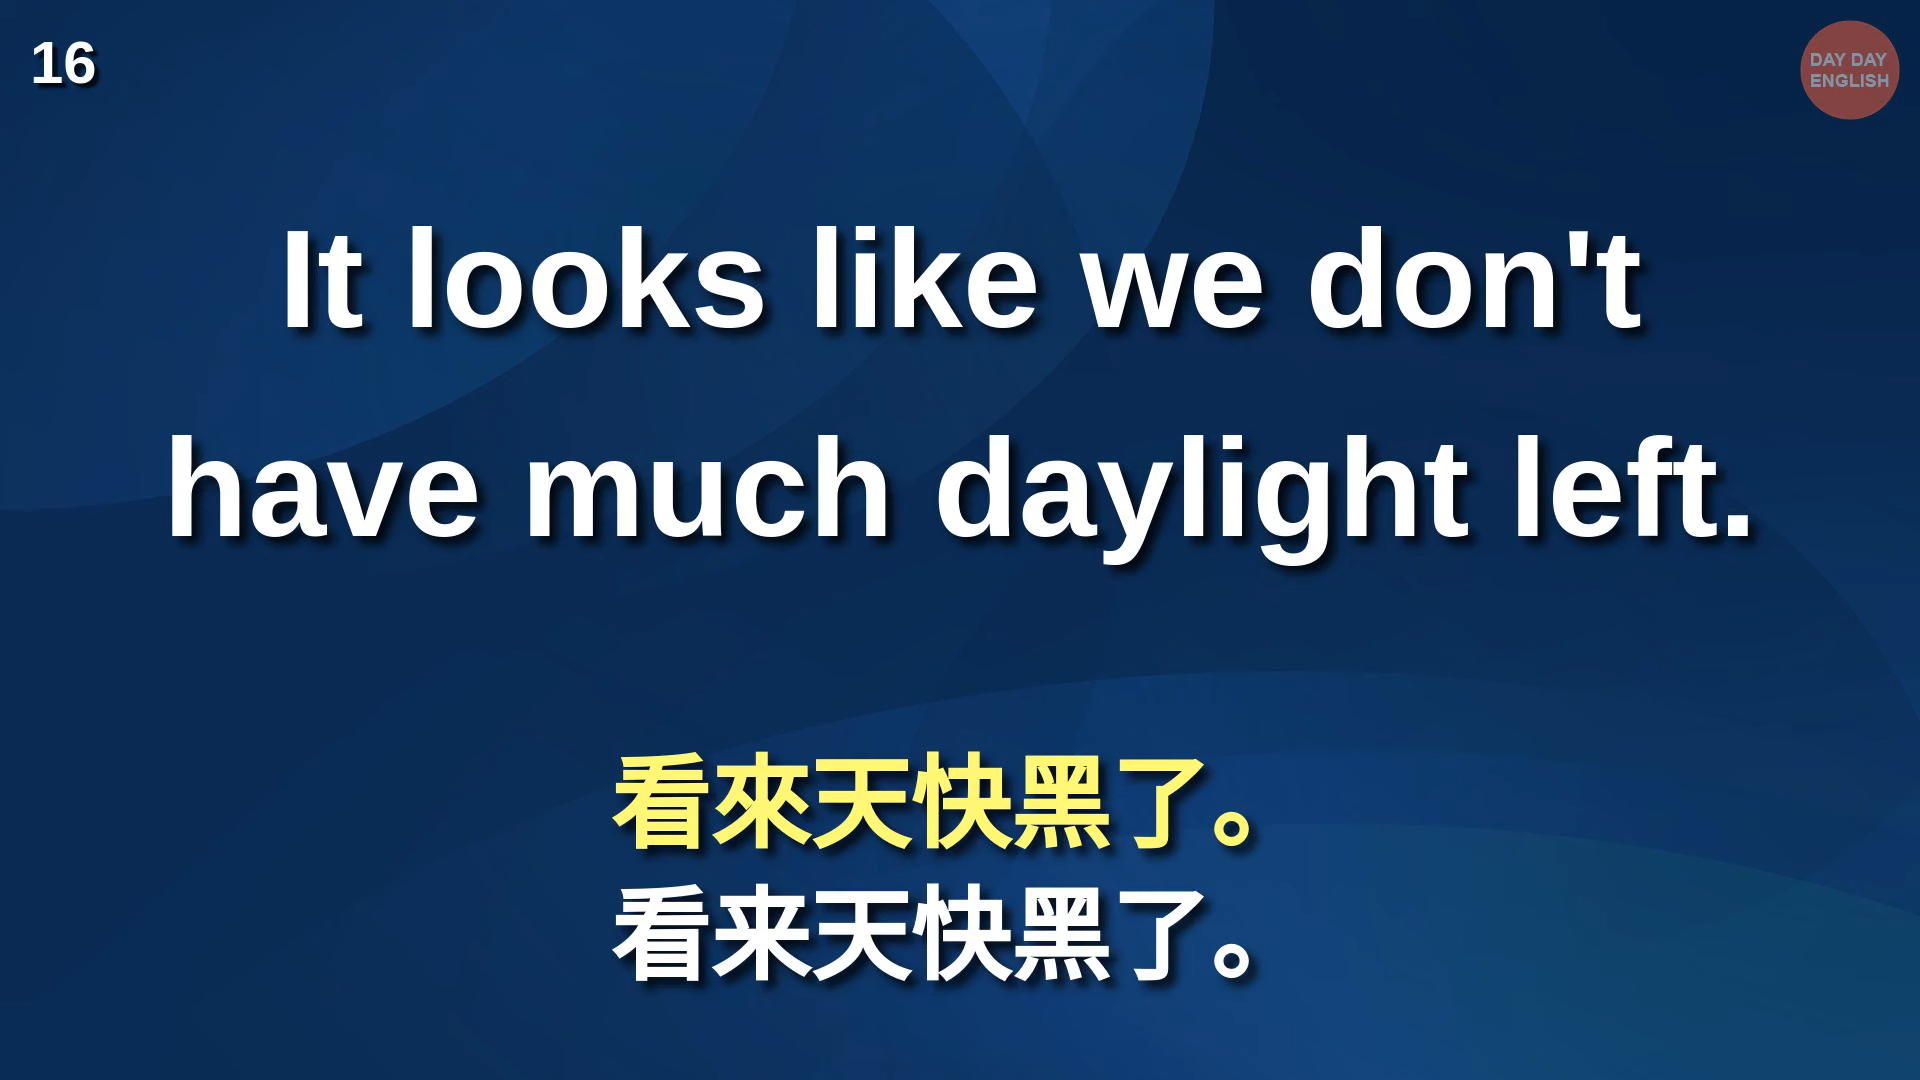 16
DAY DAY
ENGLISH
It looks like we don't
have much daylight left.
看來天快黑了。
看来天快黑了。